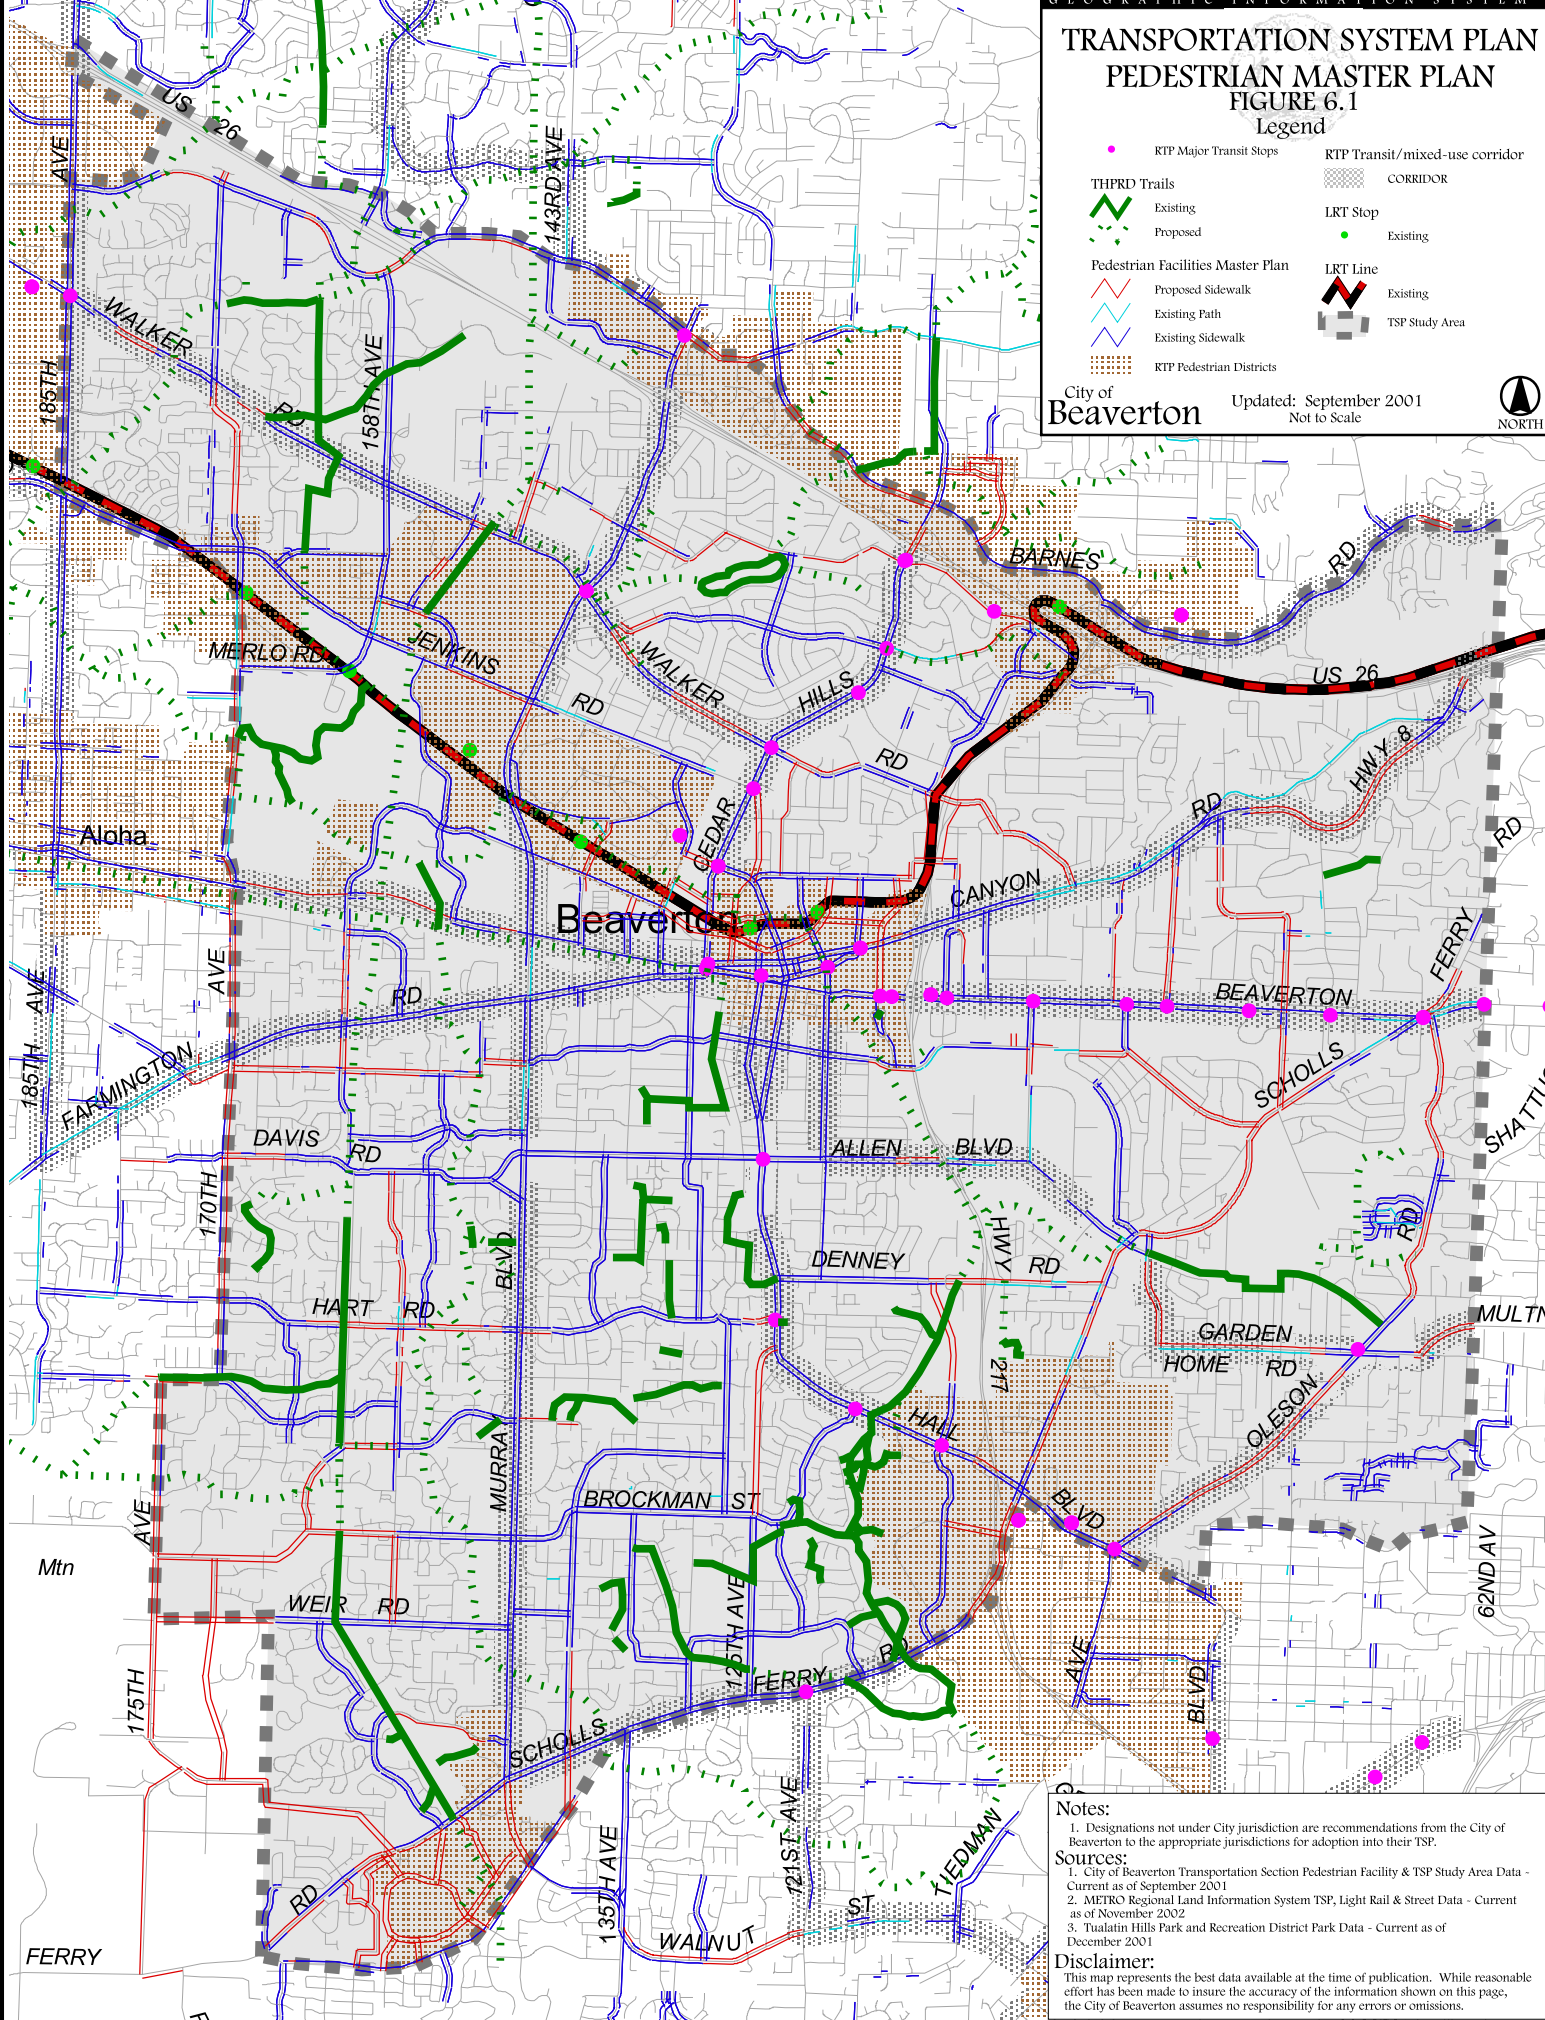 GEOGRAPHIC INFORMATION SYSTEM
TRANSPORTATION SYSTEM PLAN
PEDESTRIAN MASTER PLAN
FIGURE 6.1
Legend
RTP Major Transit Stops
THPRD Trails
Existing
Proposed
Pedestrian Facilities Master Plan
Proposed Sidewalk
Existing Path
Existing Sidewalk
RTP Pedestrian Districts
RTP Transit/mixed-use corridor
CORRIDOR
LRT Stop
Existing
LRT Line
Existing
TSP Study Area
City of
Beaverton
Updated: September 2001
Not to Scale
NORTH
US 26
AVE
143RD AVE
WALKER
RD
158TH AVE
185TH
BARNES
RD
MERLO RD
JENKINS
RD
WALKER
RD
HILLS
CEDAR
US 26
HWY 8
RD
RD
Aloha
Beaverton
CANYON
FERRY
AVE
AVE
RD
BEAVERTON
185TH
FARMINGTON
SCHOLLS
SHATTU
DAVIS
RD
ALLEN
BLVD
170TH
BLVD
HWY
217
DENNEY
RD
RD
HART
RD
GARDEN
HOME
RD
MULTN
OLESON
HALL
BLVD
MURRA
BROCKMAN ST
AVE
Mtn
WEIR
RD
125TH AVE
62ND AV
175TH
FERRY
RD
SCHOLLS
AVE
BLVD
121ST AVE
135TH AVE
TIEDMAN
RD
WALNUT
ST
FERRY
Notes:
1. Designations not under City jurisdiction are recommendations from the City of
Beaverton to the appropriate jurisdictions for adoption into their TSP.
Sources:
1. City of Beaverton Transportation Section Pedestrian Facility & TSP Study Area Data -
Current as of September 2001
2. METRO Regional Land Information System TSP, Light Rail & Street Data - Current
as of November 2002
3. Tualatin Hills Park and Recreation District Park Data - Current as of
December 2001
Disclaimer:
This map represents the best data available at the time of publication. While reasonable
effort has been made to insure the accuracy of the information shown on this page,
the City of Beaverton assumes no responsibility for any errors or omissions.